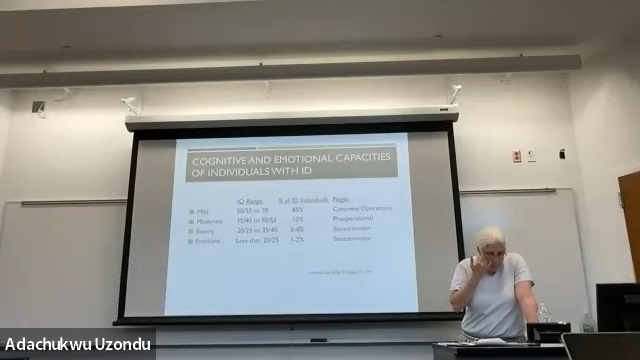 COGNITIVE AND EMOTIONAL CAPACITIES
OF INDIVIDUALS WITH ID
IQ Range % of ID Individuals Piaget
Mild 50/55 to 70 85% Concrete Operations
Moderate 35/40 to 50/55 10% Preoperational
Severe 20/25 to 35/40 3-4% Sensorimotor
Profound Less than 20/25 1-2% Sensorimotor
Adachukwu Uzondu